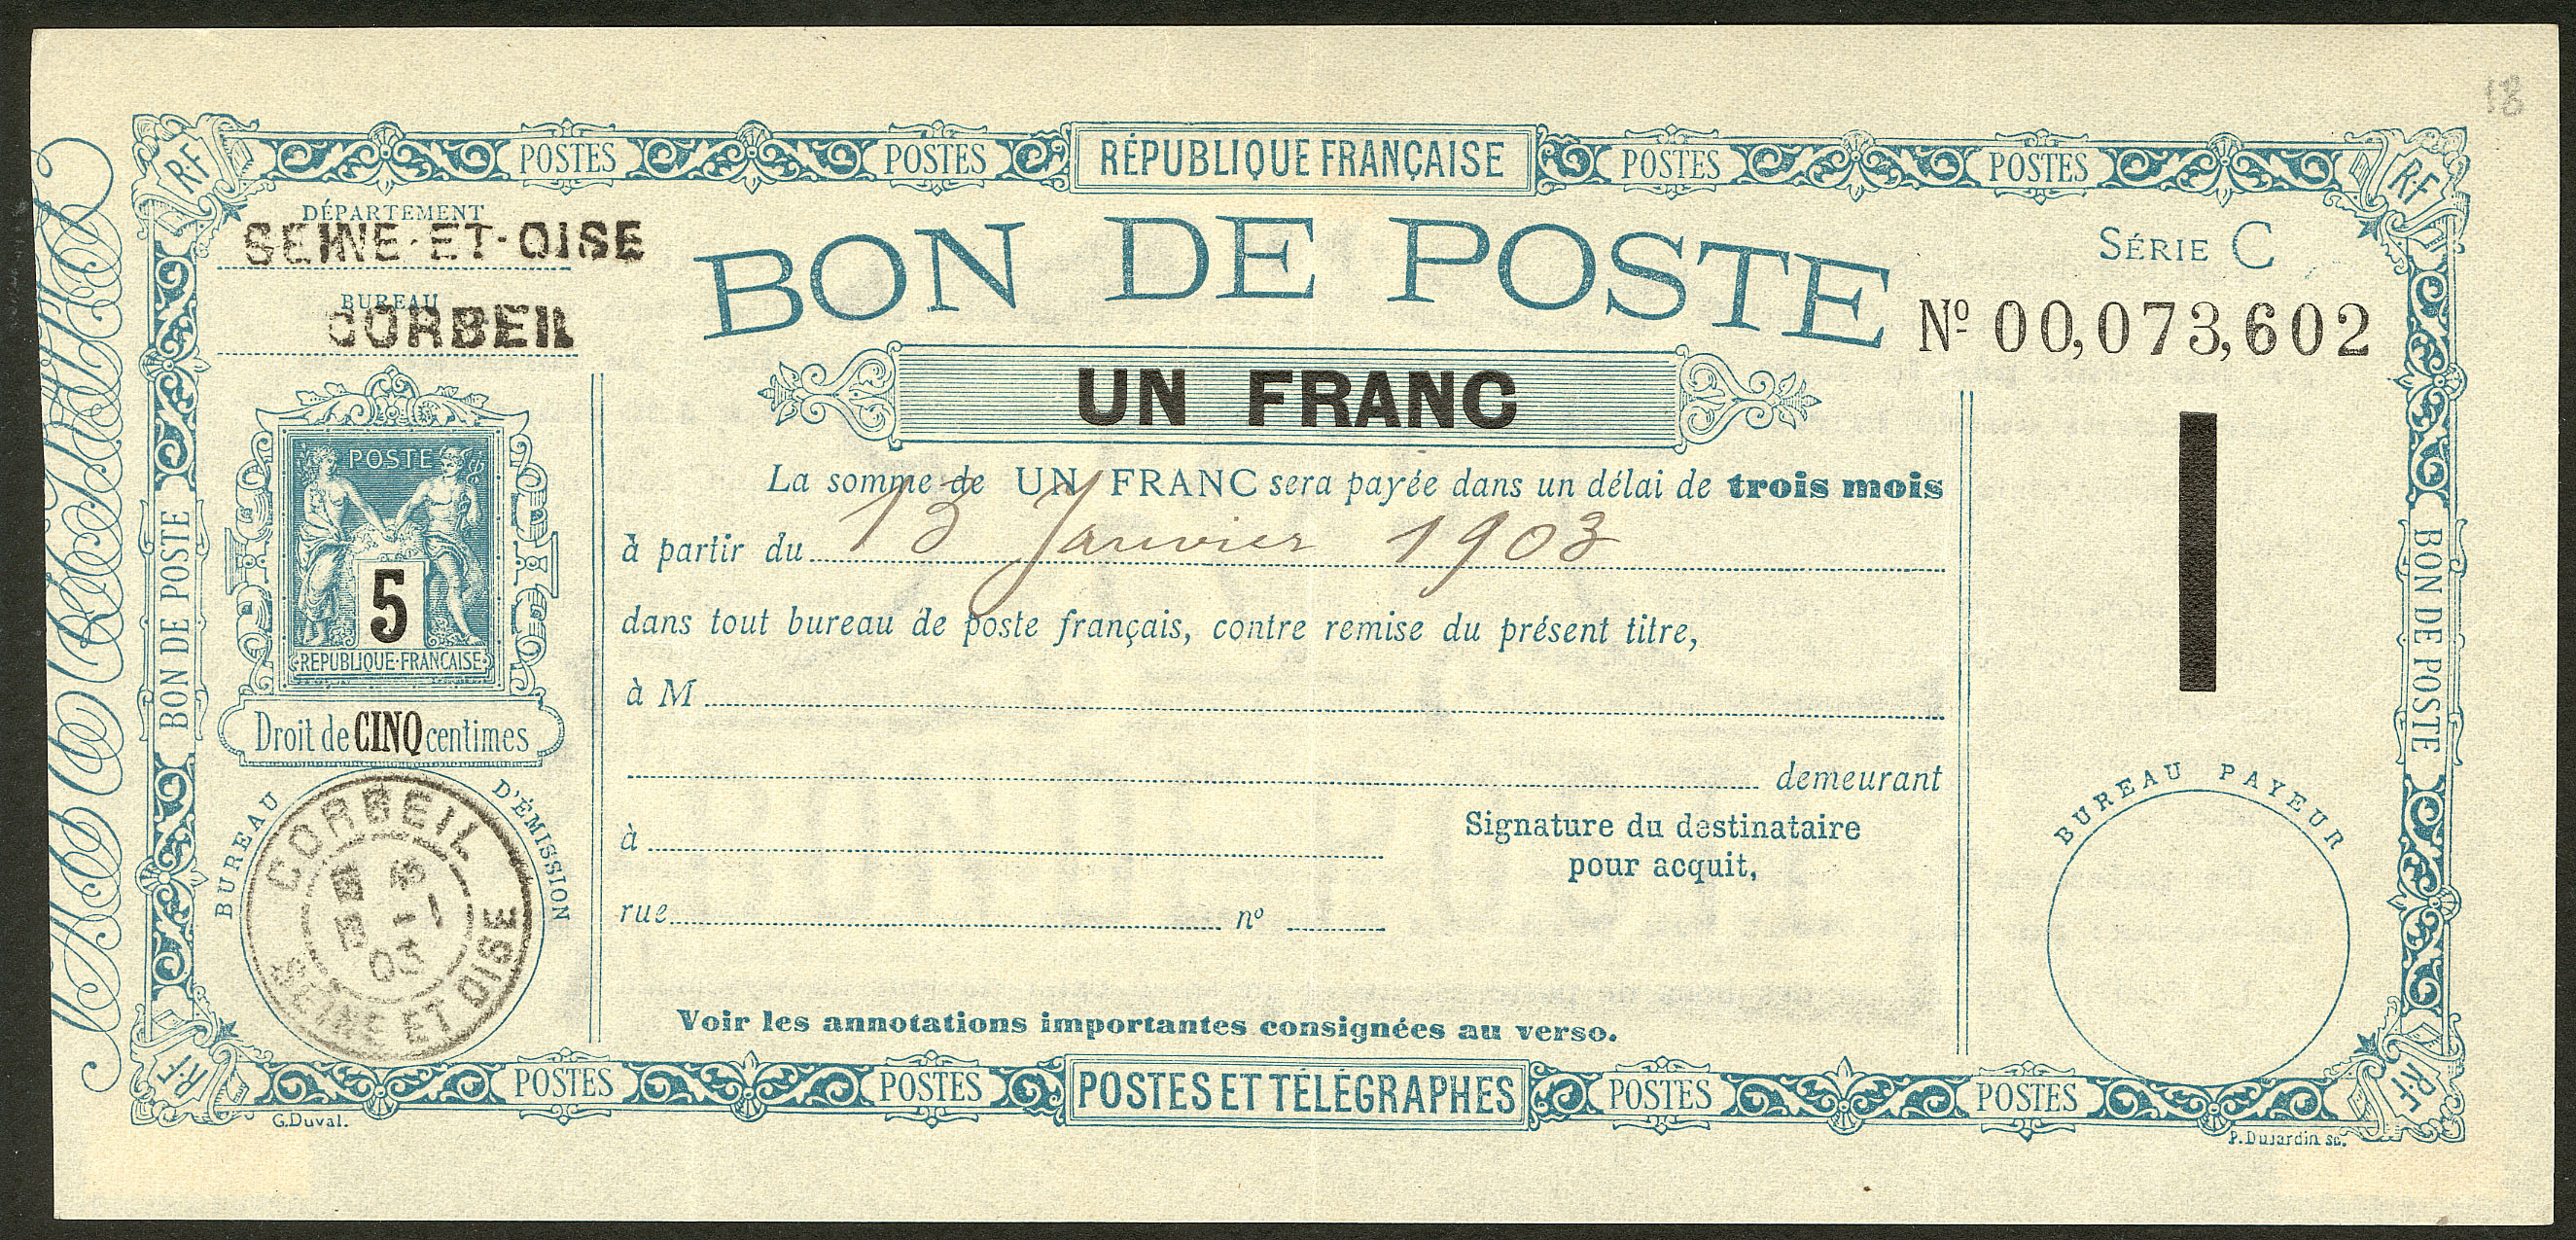 18
POSTES POSTES RÉPUBLIQUE FRANÇAISE POSTES POSTES
RF
RF
DÉPARTEMENT
SEINE-ET-OISE
BUREAU
CORBEIL
BON DE POSTE
SÉRIE C
Nº 00,073,602
UN FRANC
La somme de UN FRANC sera payée dans un délai de trois mois
à partir du 13 Janvier 1903
dans tout bureau de poste français, contre remise du présent titre,
à M
demeurant
à
rue nº
Signature du destinataire
pour acquit,
Voir les annotations importantes consignées au verso.
POSTE
5
REPUBLIQUE·FRANCAISE
Droit de CINQ centimes
BUREAU D'ÉMISSION
CORBEIL
03
SEINE ET OISE
BON DE POSTE
1
BUREAU PAYEUR
BON DE POSTE
RF
RF
POSTES POSTES POSTES ET TÉLÉGRAPHES POSTES POSTES
G.Duval.
P. Dujardin sc.